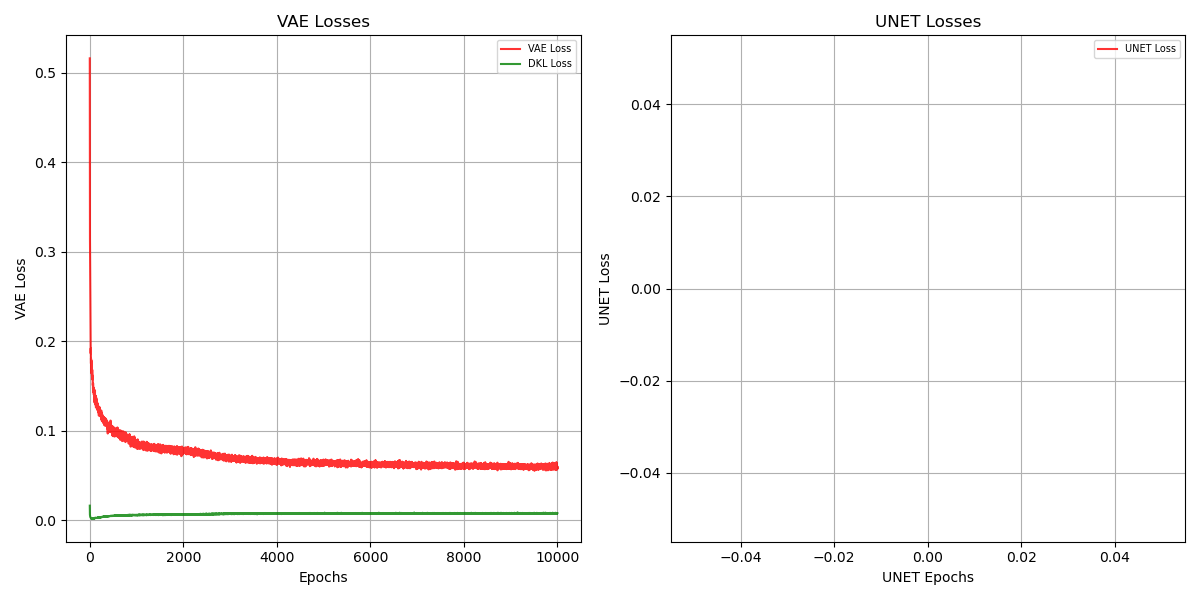 VAE Losses
VAE Loss
DKL Loss
0.5
0.4
0.3
0.2
0.1
0.0
VAE Loss
0
2000
4000
6000
8000
10000
Epochs
UNET Losses
UNET Loss
0.04
0.02
0.00
−0.02
−0.04
UNET Loss
−0.04
−0.02
0.00
0.02
0.04
UNET Epochs